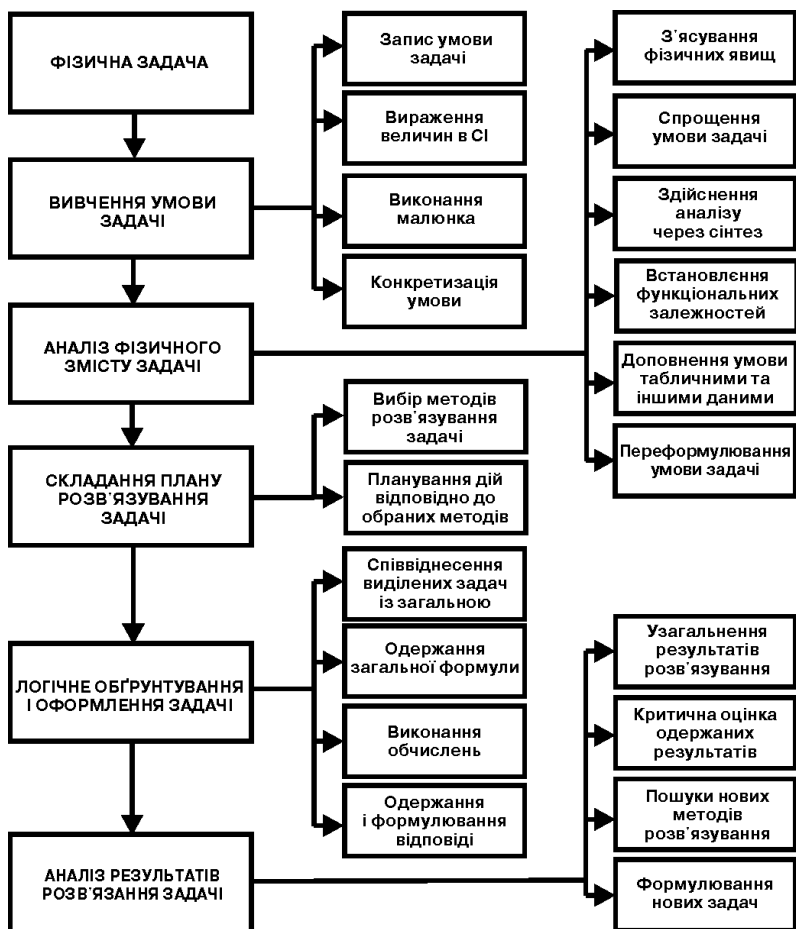 ФІЗИЧНА ЗАДАЧА
ВИВЧЕННЯ УМОВИ
ЗАДАЧІ
Запис умови
задачі
Вираження
величин в СІ
Виконання
малюнка
Конкретизація
умови
АНАЛІЗ ФІЗИЧНОГО
ЗМІСТУ ЗАДАЧІ
З'ясування
фізичних явищ
Спрощення
умови задачі
Здійснення
аналізу
через сінтез
Встановлєння
функціональних
залежностей
Доповнення умови
табличними та
іншими даними
Переформулювання
умови задачі
СКЛАДАННЯ ПЛАНУ
РОЗВ'ЯЗУВАННЯ
ЗАДАЧІ
Вибір методів
розв'язування
задачі
Планування дій
відповідно до
обраних методів
ЛОГІЧНЕ ОБҐРУНТУВАННЯ
І ОФОРМЛЕННЯ ЗАДАЧІ
Співвіднесення
виділених задач
із загальною
Одержання
загальної формули
Виконання
обчислень
Одержання
і формулювання
відповіді
АНАЛІЗ РЕЗУЛЬТАТІВ
РОЗВ'ЯЗАННЯ ЗАДАЧІ
Узагальнення
результатів
розв'язування
Критична оцінка
одержаних
результатів
Пошуки нових
методів
розв'язування
Формулювання
нових задач